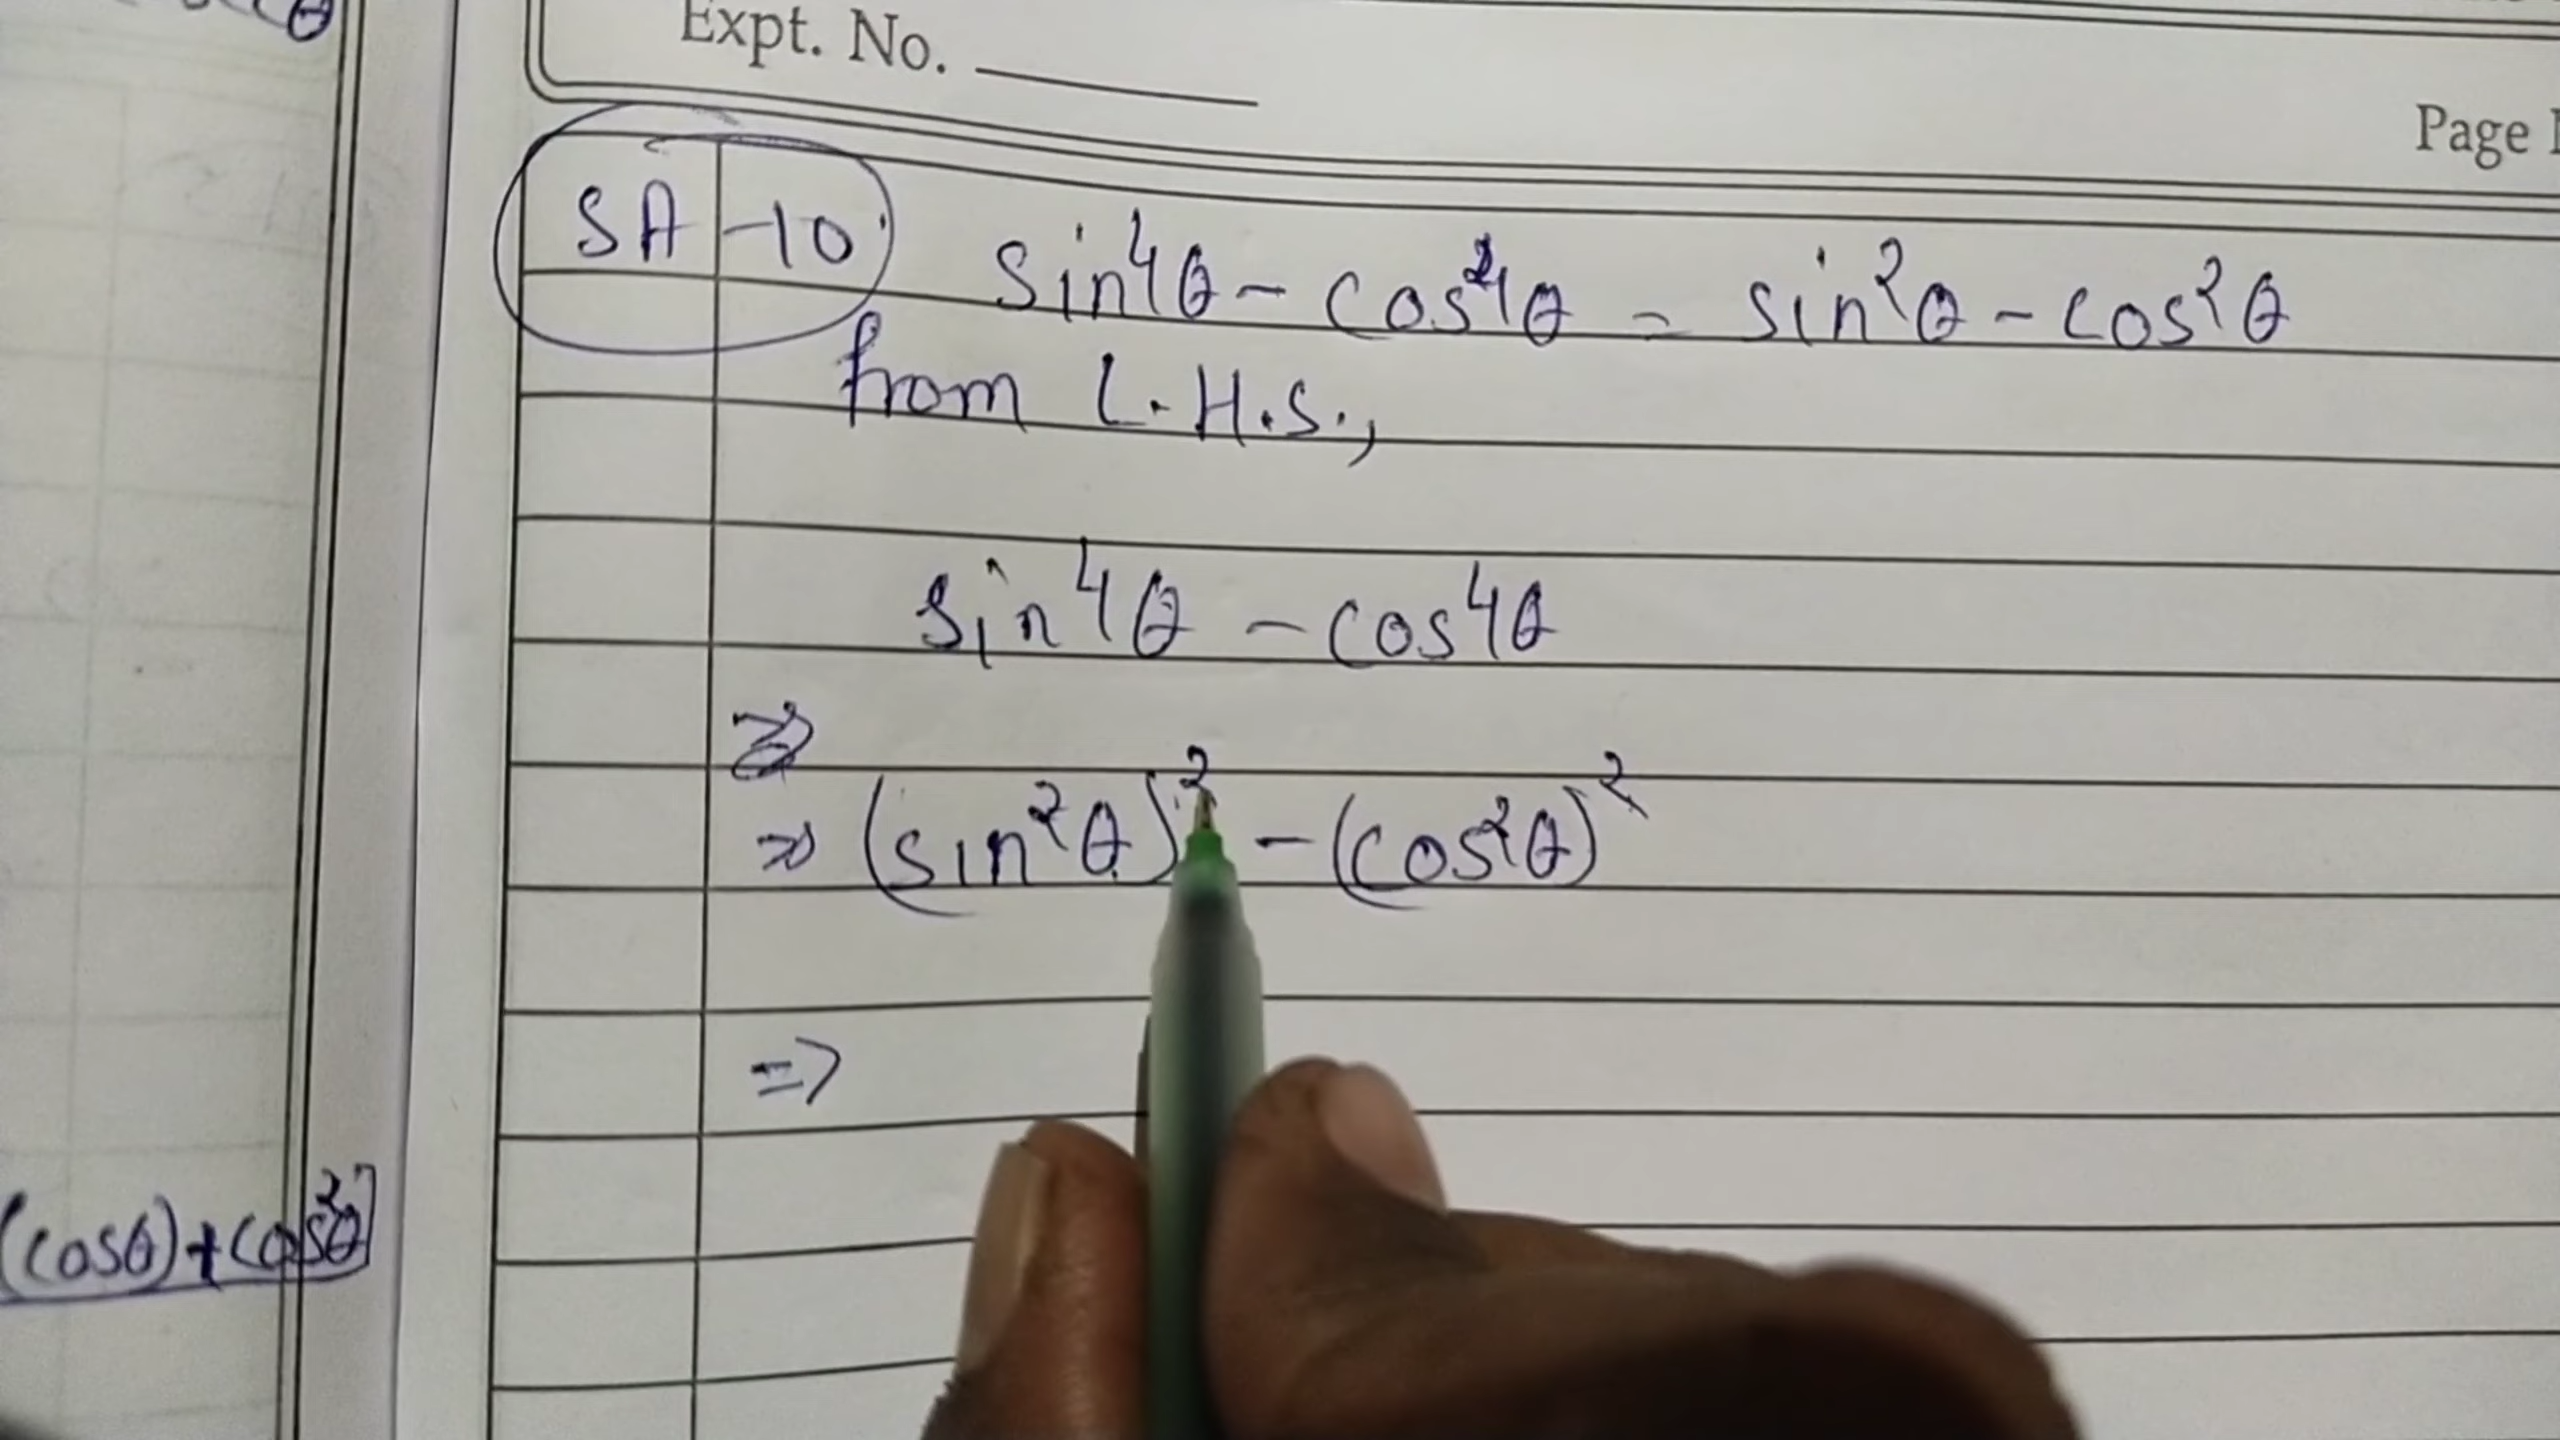 Expt. No.
Page
SA-10 sin⁴θ - cos⁴θ = sin²θ - cos²θ
from L.H.S.,
sin⁴θ - cos⁴θ
⇒
⇒ (sin²θ)² - (cos²θ)²
⇒
(cosθ)+cos²θ]